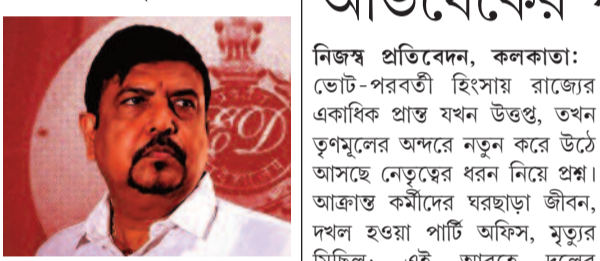 ED
নিজস্ব প্রতিবেদন, কলকাতা:
ভোট-পরবর্তী হিংসায় রাজ্যের
একাধিক প্রান্ত যখন উত্তপ্ত, তখন
তৃণমূলের অন্দরে নতুন করে উঠে
আসছে নেতৃত্বের ধরন নিয়ে প্রশ্ন।
আক্রান্ত কর্মীদের ঘরছাড়া জীবন,
দখল হওয়া পার্টি অফিস, মৃত্যুর